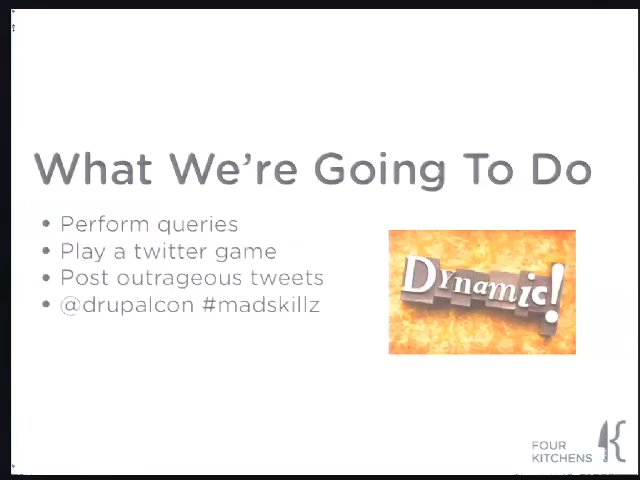 What We're Going To Do
• Perform queries
• Play a twitter game
• Post outrageous tweets
• @drupalcon #madskillz
Dynamic!
FOUR
KITCHENS